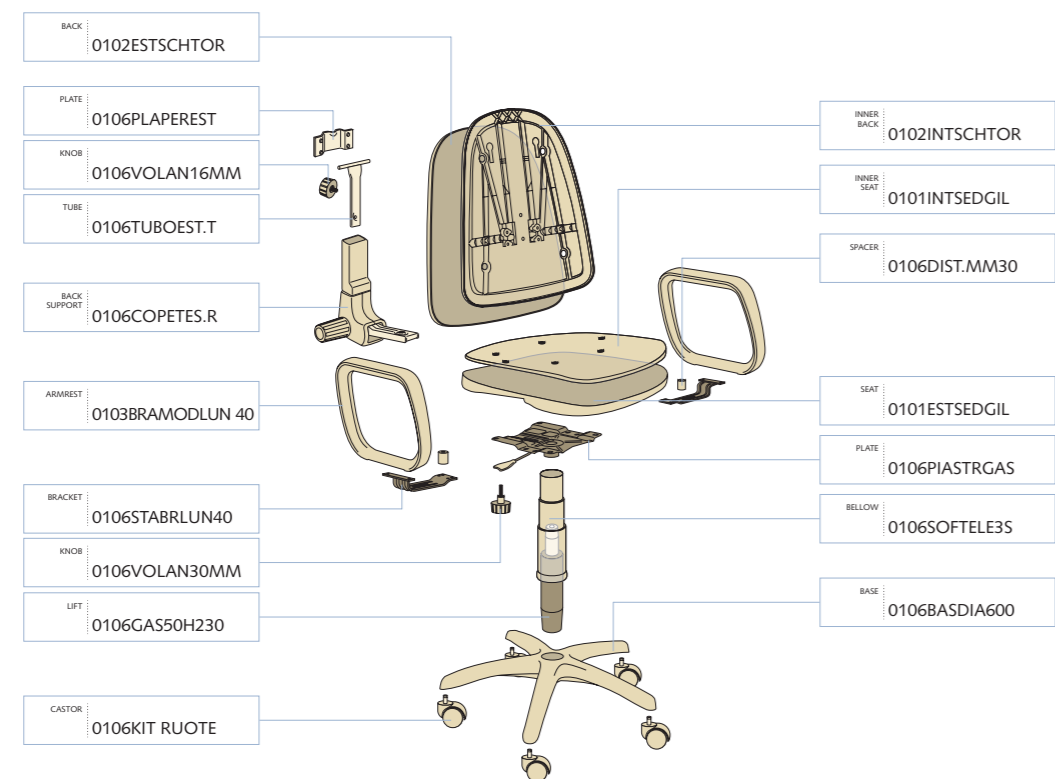 BACK
0102ESTSCHTOR
PLATE
0106PLAPEREST
KNOB
0106VOLAN16MM
TUBE
0106TUBOEST.T
BACK
SUPPORT
0106COPETES.R
ARMREST
0103BRAMODLUN 40
BRACKET
0106STABRLUN40
KNOB
0106VOLAN30MM
LIFT
0106GAS50H230
CASTOR
0106KIT RUOTE
INNER
BACK
0102INTSCHTOR
INNER
SEAT
0101INTSEDGIL
SPACER
0106DIST.MM30
SEAT
0101ESTSEDGIL
PLATE
0106PIASTRGAS
BELLOW
0106SOFTELE3S
BASE
0106BASDIA600